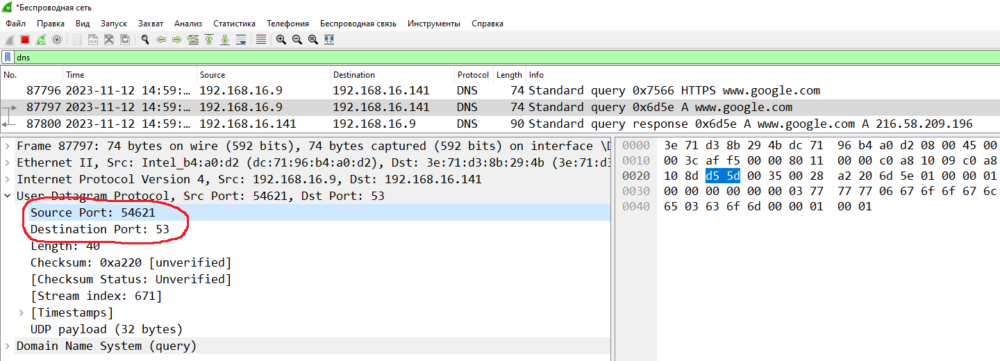 *Беспроводная сеть
Файл Правка Вид Запуск Захват Анализ Статистика Телефония Беспроводная связь Инструменты Справка
dns
No. Time Source Destination Protocol Length Info
87796 2023-11-12 14:59:… 192.168.16.9 192.168.16.141 DNS 74 Standard query 0x7566 HTTPS www.google.com
87797 2023-11-12 14:59:… 192.168.16.9 192.168.16.141 DNS 74 Standard query 0x6d5e A www.google.com
87800 2023-11-12 14:59:… 192.168.16.141 192.168.16.9 DNS 90 Standard query response 0x6d5e A www.google.com A 216.58.209.196
Frame 87797: 74 bytes on wire (592 bits), 74 bytes captured (592 bits) on interface \D
Ethernet II, Src: Intel_b4:a0:d2 (dc:71:96:b4:a0:d2), Dst: 3e:71:d3:8b:29:4b (3e:71:d3
Internet Protocol Version 4, Src: 192.168.16.9, Dst: 192.168.16.141
User Datagram Protocol, Src Port: 54621, Dst Port: 53
Source Port: 54621
Destination Port: 53
Length: 40
Checksum: 0xa220 [unverified]
[Checksum Status: Unverified]
[Stream index: 671]
[Timestamps]
UDP payload (32 bytes)
Domain Name System (query)
0000 3e 71 d3 8b 29 4b dc 71 96 b4 a0 d2 08 00 45 00
0010 00 3c af f5 00 00 80 11 00 00 c0 a8 10 09 c0 a8
0020 10 8d d5 5d 00 35 00 28 a2 20 6d 5e 01 00 00 01
0030 00 00 00 00 00 00 03 77 77 77 06 67 6f 6f 67 6c
0040 65 03 63 6f 6d 00 00 01 00 01